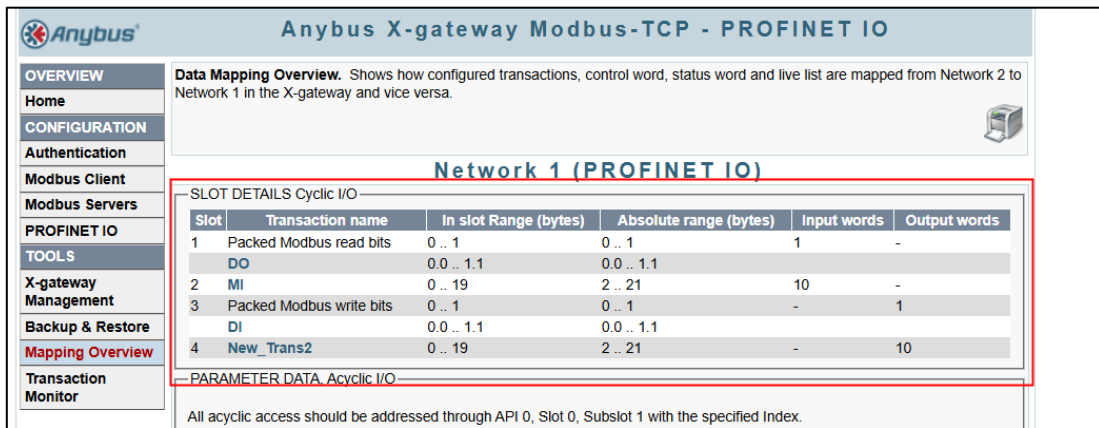 Anybus
Anybus X-gateway Modbus-TCP - PROFINET IO
OVERVIEW
Home
CONFIGURATION
Authentication
Modbus Client
Modbus Servers
PROFINET IO
TOOLS
X-gateway
Management
Backup & Restore
Mapping Overview
Transaction
Monitor
Data Mapping Overview. Shows how configured transactions, control word, status word and live list are mapped from Network 2 to
Network 1 in the X-gateway and vice versa.
Network 1 (PROFINET IO)
SLOT DETAILS Cyclic I/O
Slot Transaction name In slot Range (bytes) Absolute range (bytes) Input words Output words
1 Packed Modbus read bits 0 .. 1 0 .. 1 1 -
DO 0.0 .. 1.1 0.0 .. 1.1
2 MI 0 .. 19 2 .. 21 10 -
3 Packed Modbus write bits 0 .. 1 0 .. 1 - 1
DI 0.0 .. 1.1 0.0 .. 1.1
4 New_Trans2 0 .. 19 2 .. 21 - 10
PARAMETER DATA, Acyclic I/O
All acyclic access should be addressed through API 0, Slot 0, Subslot 1 with the specified Index.